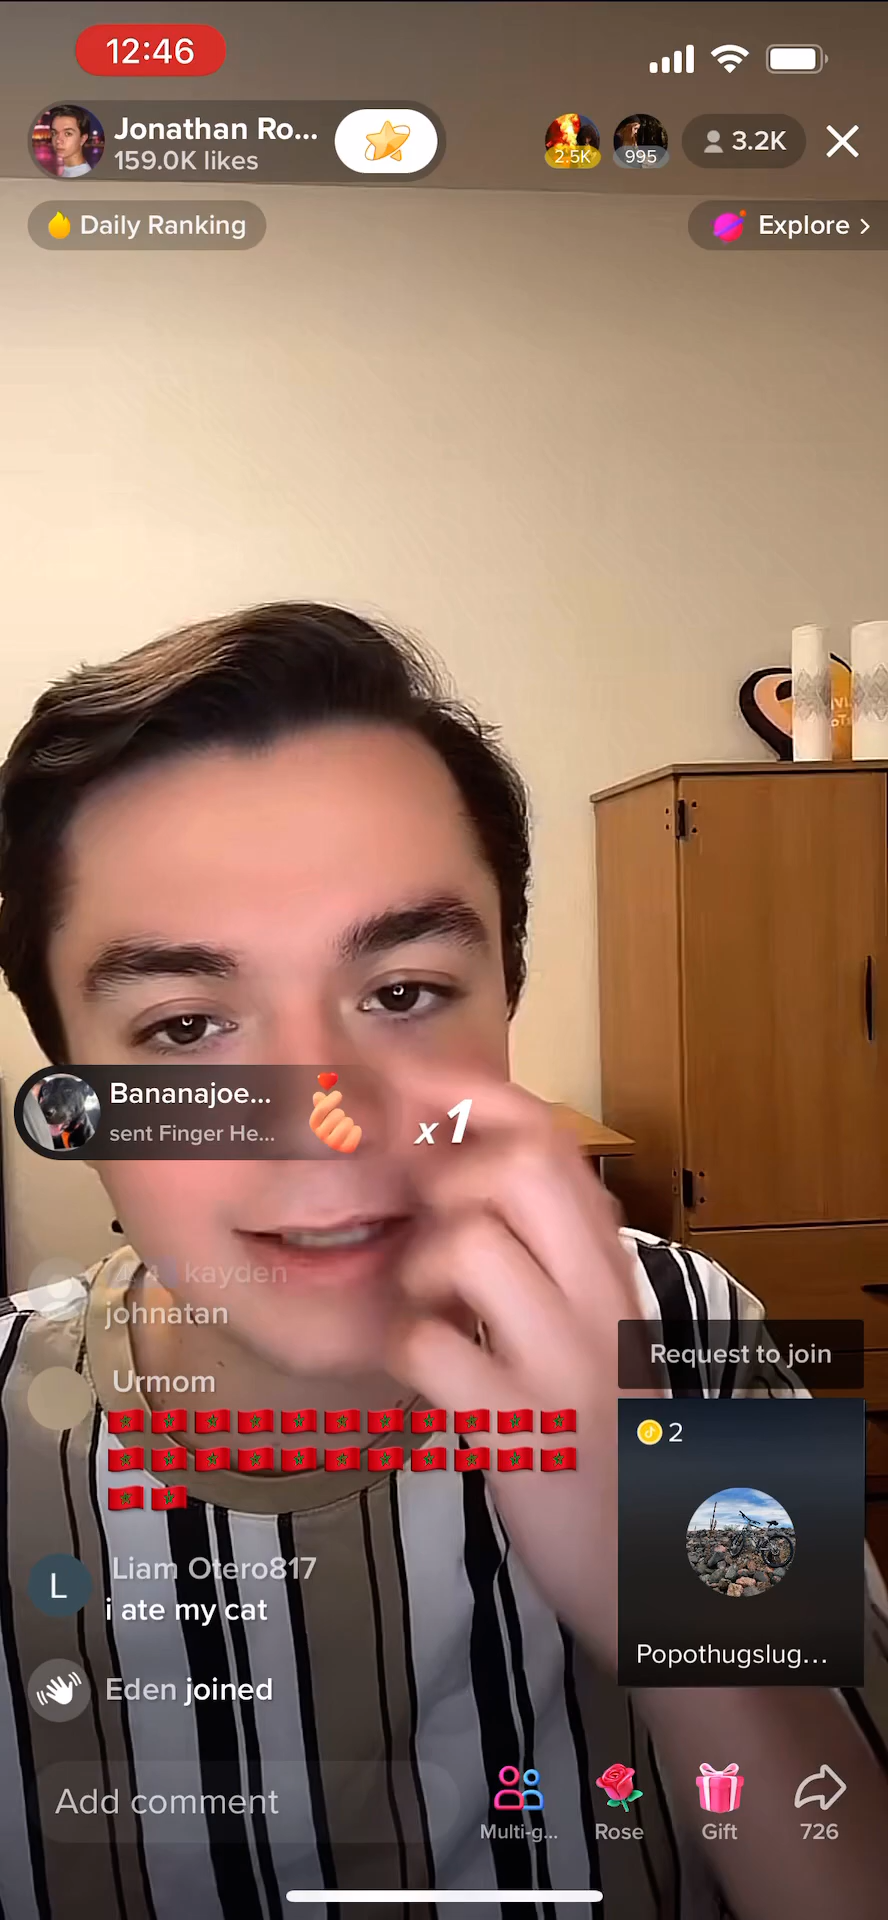 12:46
Jonathan Ro...
159.0K likes
2.5K
995
3.2K
Daily Ranking
Explore >
Bananajoe...
sent Finger He...
x1
kayden
johnatan
Urmom
Liam Otero817
L
i ate my cat
Eden joined
Request to join
2
Popothugslug...
Add comment
Multi-g...
Rose
Gift
726